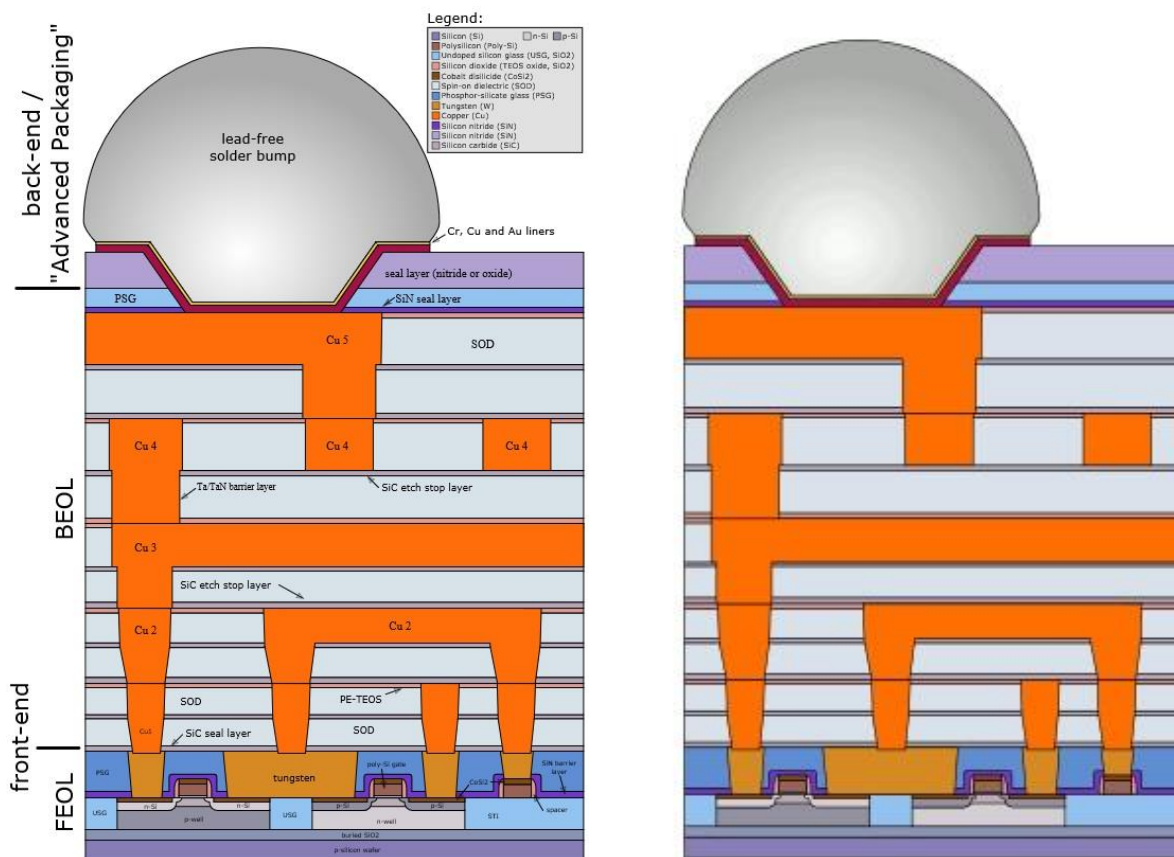 Legend:
Silicon (Si)
n-Si
p-Si
Polysilicon (Poly-Si)
Undoped silicon glass (USG, SiO2)
Silicon dioxide (TEOS oxide, SiO2)
Cobalt disilicide (CoSi2)
Spin-on dielectric (SOD)
Phosphor-silicate glass (PSG)
Tungsten (W)
Copper (Cu)
Silicon nitride (SiN)
Silicon nitride (SiN)
Silicon carbide (SiC)
back-end /
"Advanced Packaging"
lead-free
solder bump
Cr, Cu and Au liners
seal layer (nitride or oxide)
PSG
SiN seal layer
Cu 5
SOD
Cu 4
Cu 4
Cu 4
Ta/TaN barrier layer
SiC etch stop layer
BEOL
Cu 3
SiC etch stop layer
Cu 2
Cu 2
front-end
SOD
PE-TEOS
Cu1
SiC seal layer
SOD
FEOL
PSG
tungsten
poly-Si gate
CoSi2
SiN barrier
layer
n-Si
n-Si
p-Si
p-Si
spacer
USG
p-well
USG
n-well
STI
buried SiO2
p-silicon wafer